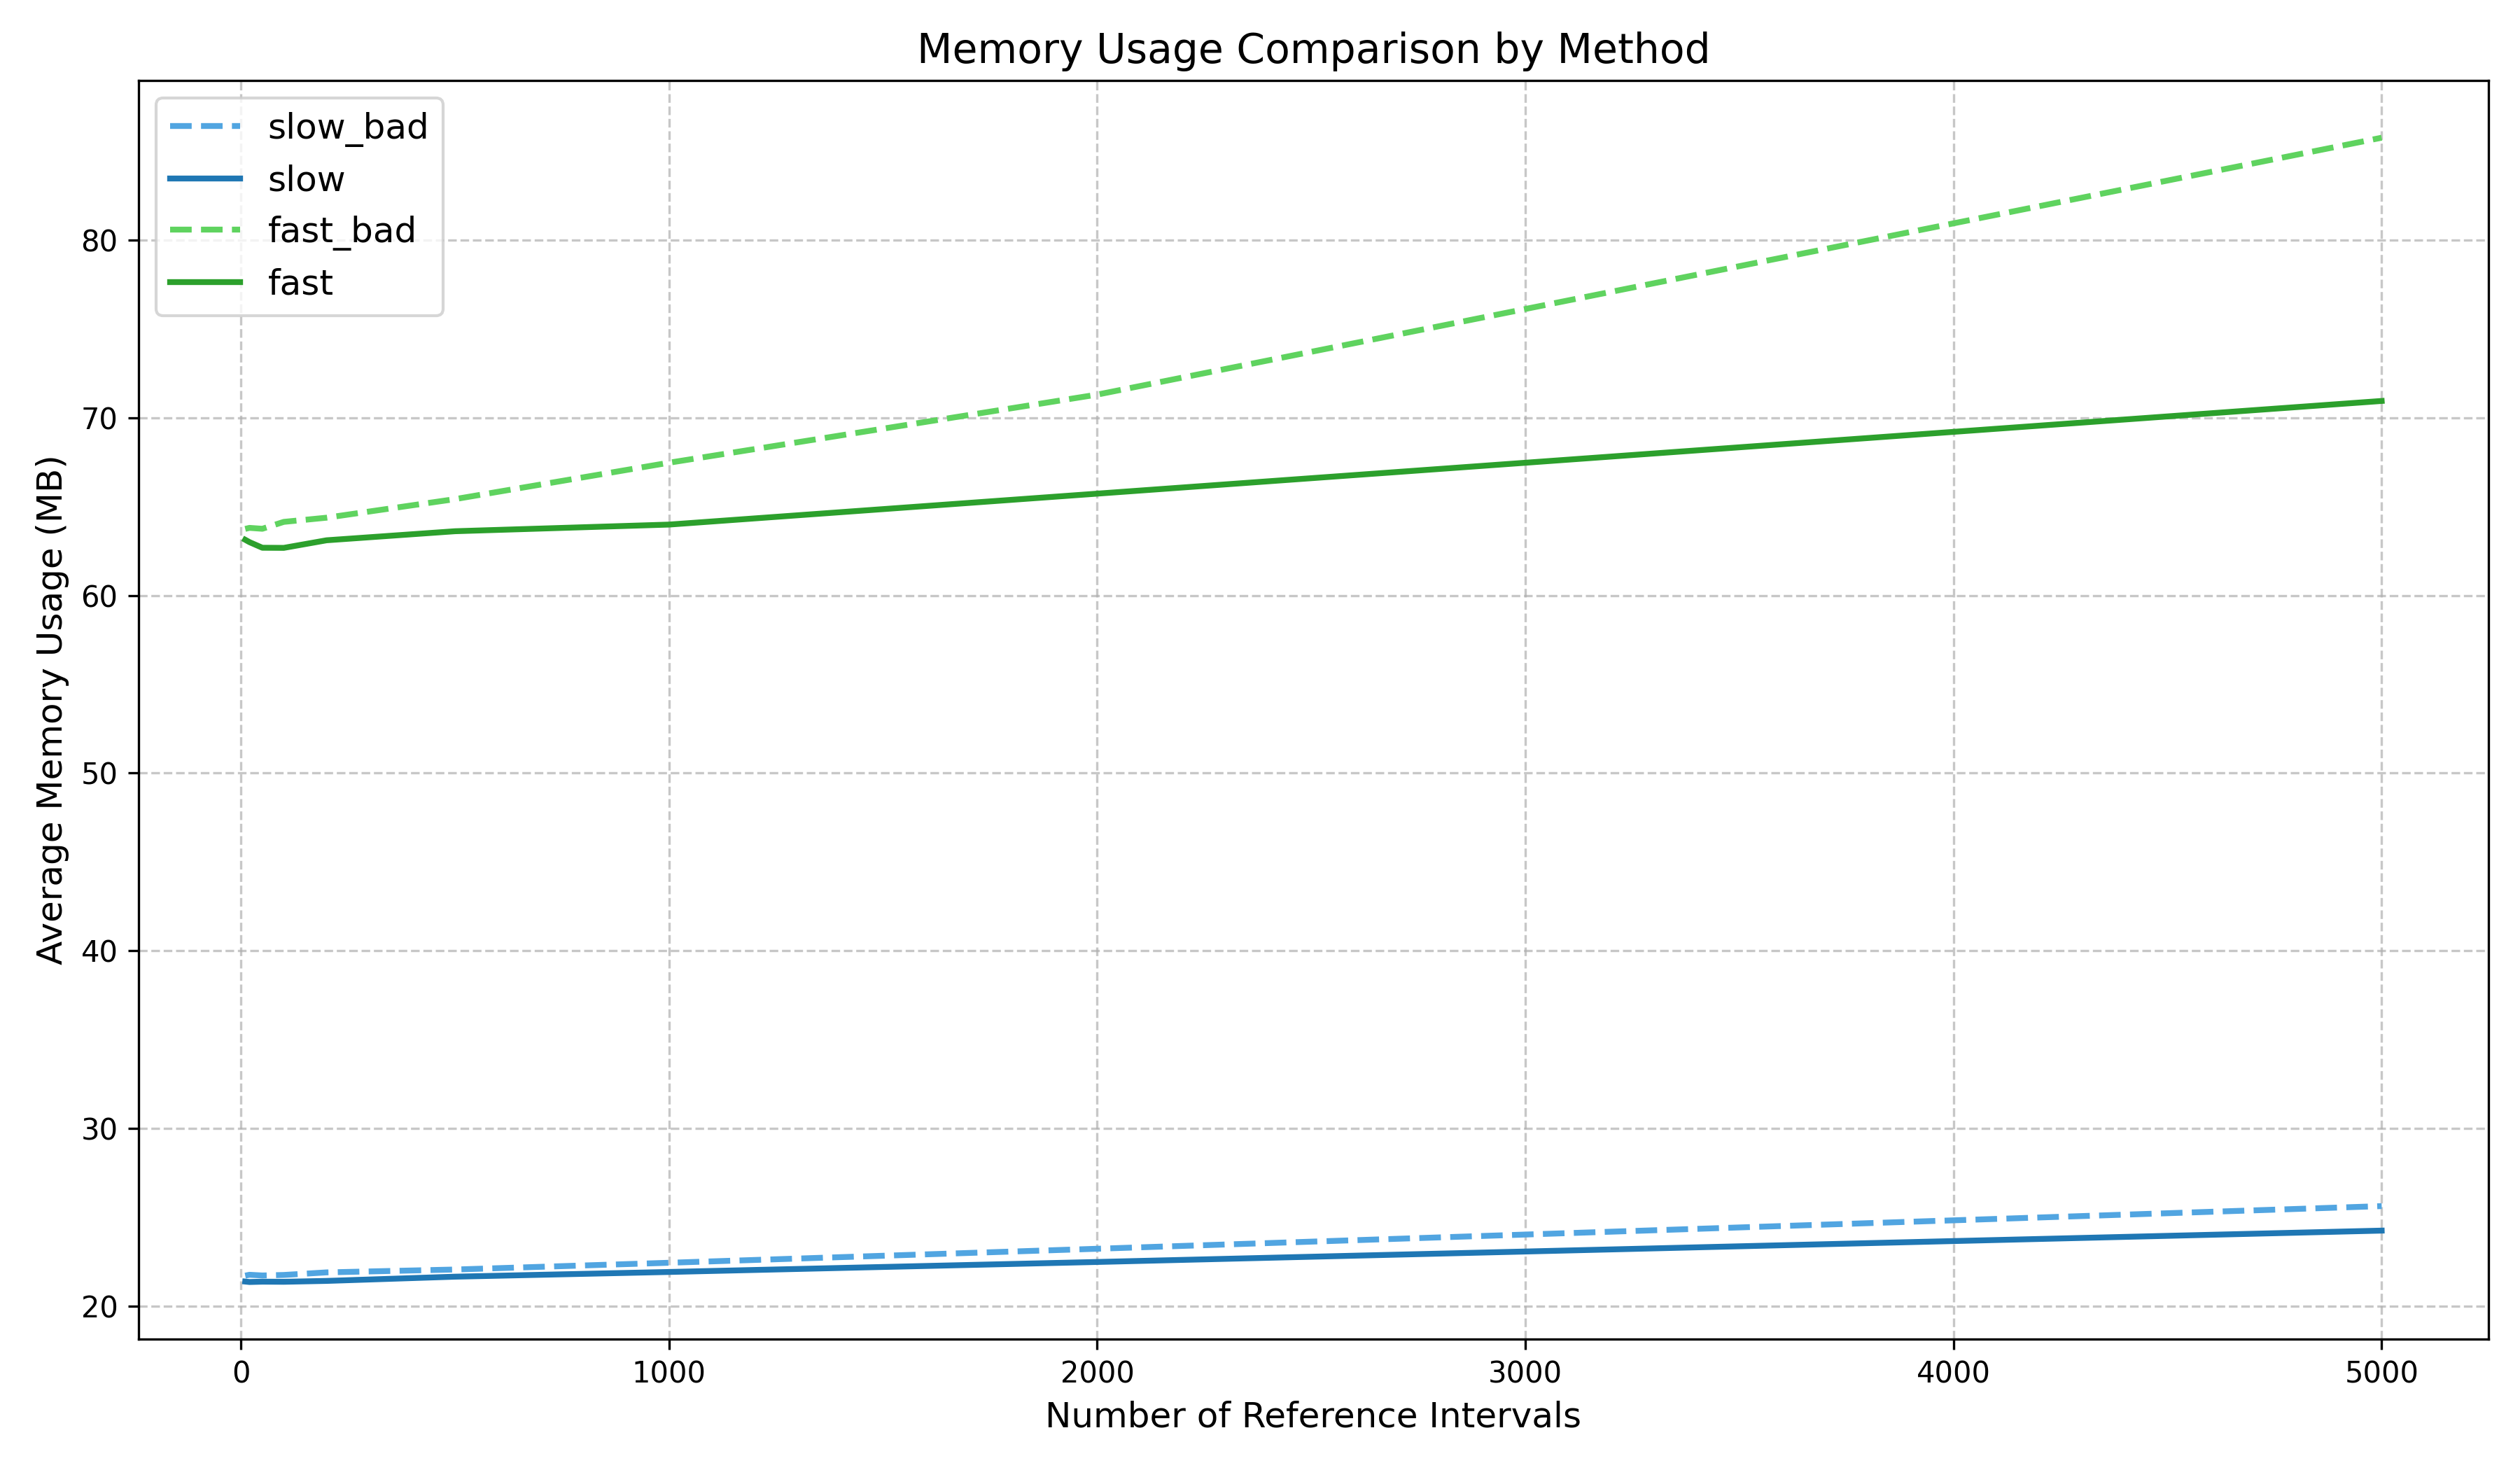 Memory Usage Comparison by Method
slow_bad
slow
fast_bad
fast
Average Memory Usage (MB)
80
70
60
50
40
30
20
0 1000 2000 3000 4000 5000
Number of Reference Intervals